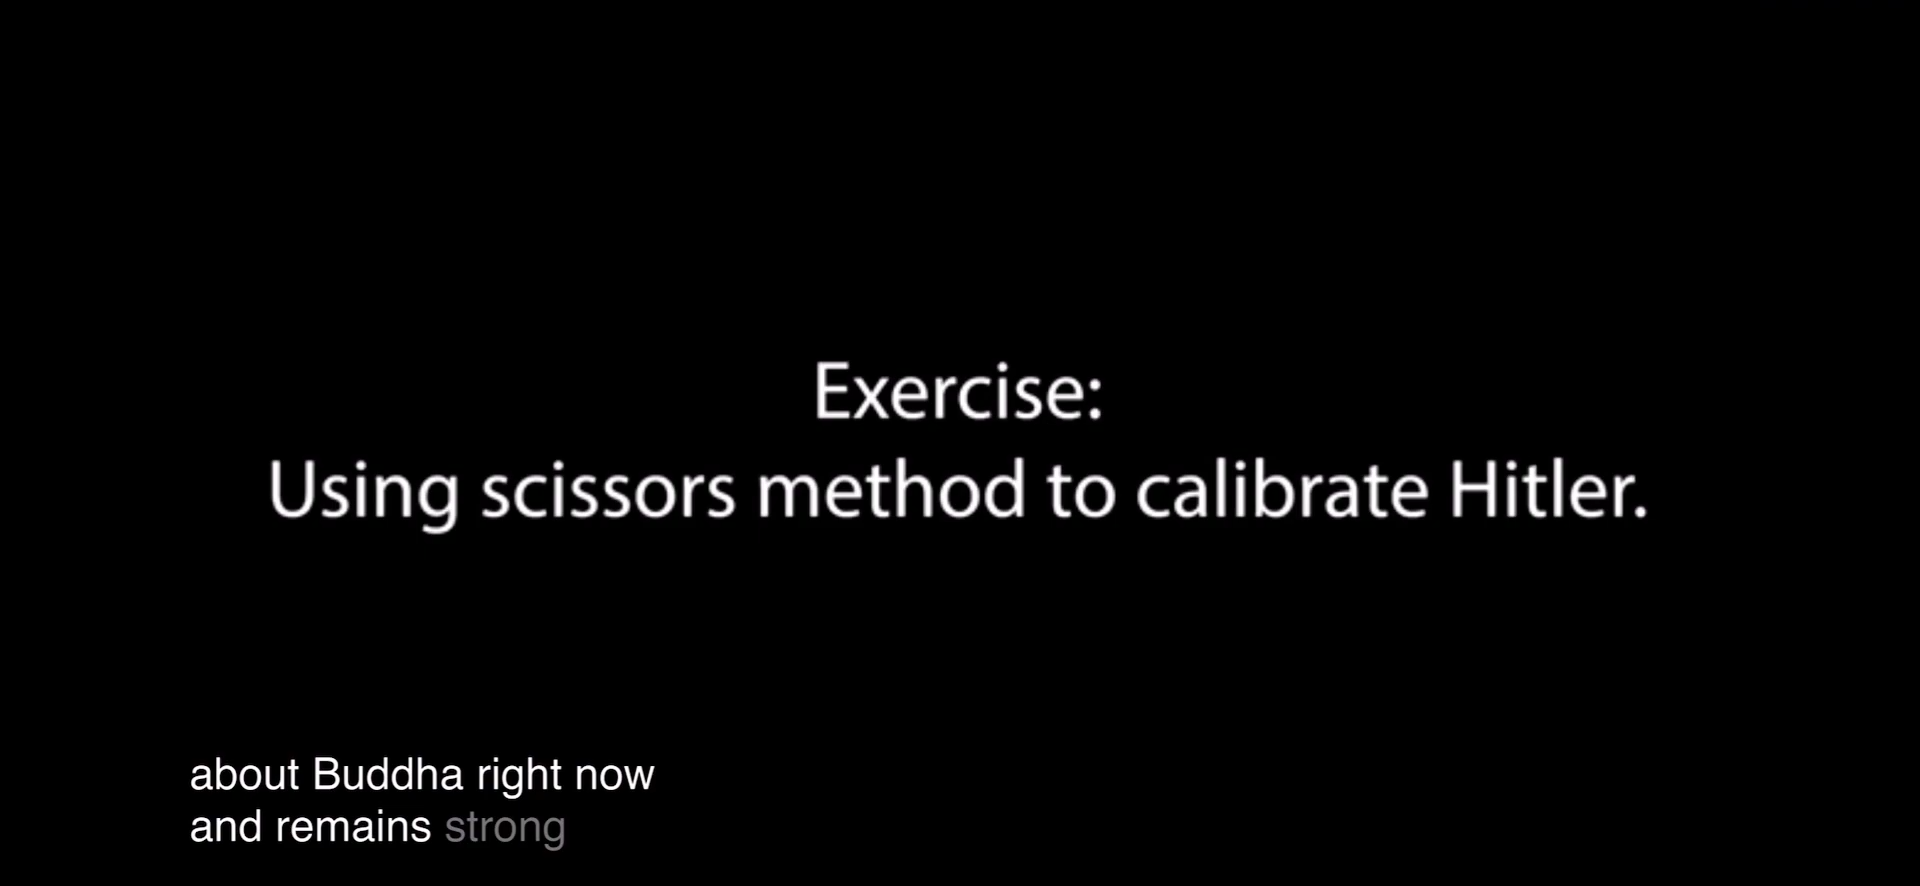 Exercise:
Using scissors method to calibrate Hitler.
about Buddha right now
and remains strong